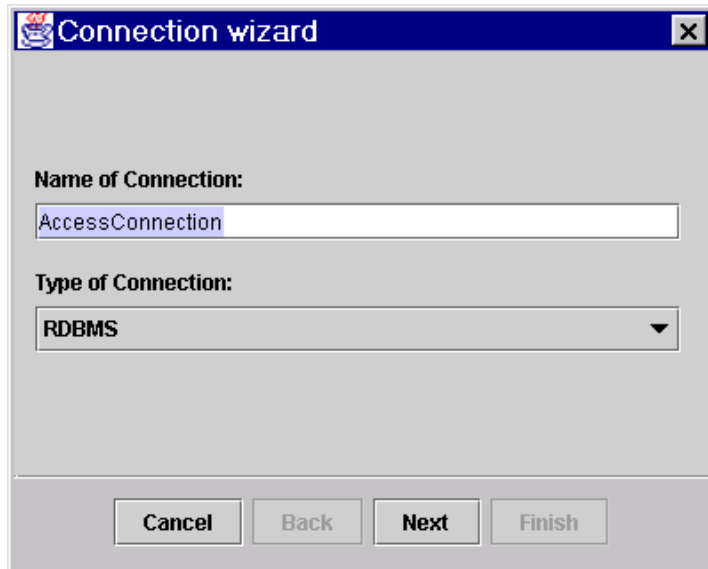 Connection wizard
Name of Connection:
AccessConnection
Type of Connection:
RDBMS
Cancel Back Next Finish